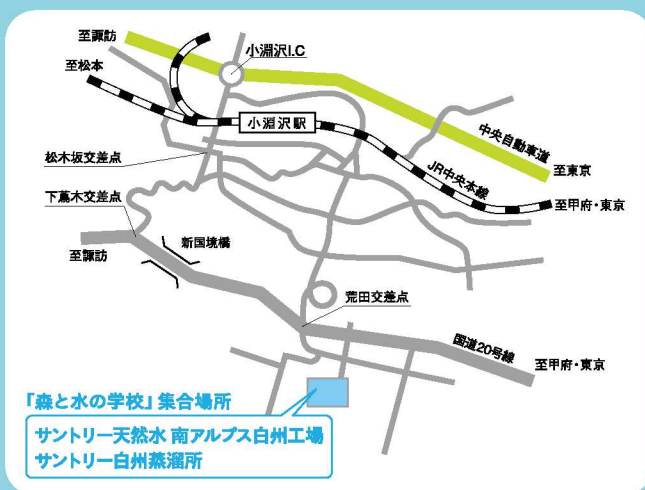 至諏訪
小淵沢I.C
至松本
小淵沢駅
中央自動車道
松木坂交差点
至東京
JR中央本線
下蔦木交差点
至甲府・東京
新国境橋
至諏訪
荒田交差点
国道20号線
至甲府・東京
「森と水の学校」集合場所
サントリー天然水 南アルプス白州工場
サントリー白州蒸溜所